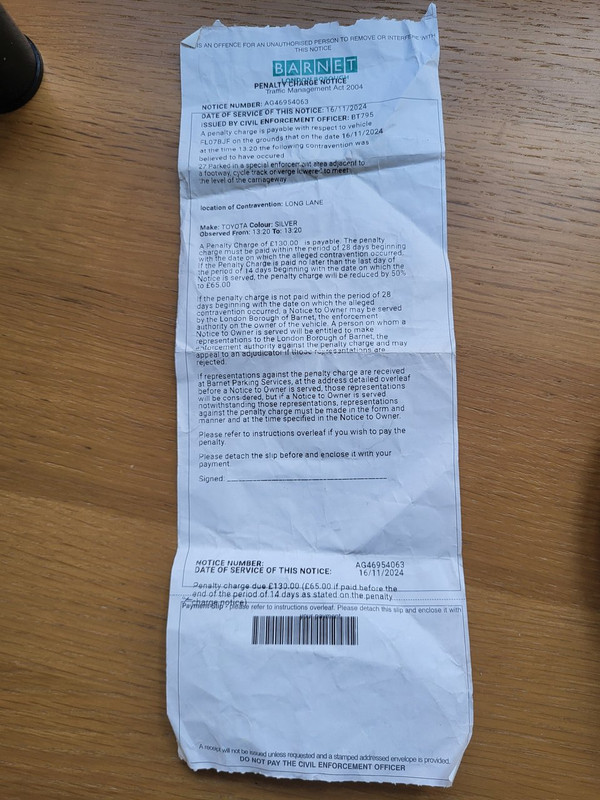 IS AN OFFENCE FOR AN UNAUTHORISED PERSON TO REMOVE OR INTERFERE WITH
THIS NOTICE
BARNET
LONDON BOROUGH
PENALTY CHARGE NOTICE
Traffic Management Act 2004
NOTICE NUMBER: AG46954063
DATE OF SERVICE OF THIS NOTICE: 16/11/2024
ISSUED BY CIVIL ENFORCEMENT OFFICER: BT795
A penalty charge is payable with respect to vehicle
FL07BJF on the grounds that on the date 16/11/2024
at the time 13:20 the following contravention was
believed to have occured
27 Parked in a special enforcement area adjacent to
a footway, cycle track or verge lowered to meet
the level of the carriageway
location of Contravention: LONG LANE
Make: TOYOTA Colour: SILVER
Observed From: 13:20 To: 13:20
A Penalty Charge of £130.00 is payable. The penalty
charge must be paid within the period of 28 days beginning
with the date on which the alleged contravention occurred.
If the Penalty Charge is paid no later than the last day of
the period of 14 days beginning with the date on which the
Notice is served, the penalty charge will be reduced by 50%
to £65.00
If the penalty charge is not paid within the period of 28
days beginning with the date on which the alleged
contravention occurred, a Notice to Owner may be served
by the London Borough of Barnet, the enforcement
authority on the owner of the vehicle. A person on whom a
Notice to Owner is served will be entitled to make
representations to the London Borough of Barnet, the
enforcement authority against the penalty charge and may
appeal to an adjudicator if those representations are
rejected.
If representations against the penalty charge are received
at Barnet Parking Services, at the address detailed overleaf
before a Notice to Owner is served, those representations
will be considered, but if a Notice to Owner is served
notwithstanding those representations, representations
against the penalty charge must be made in the form and
manner and at the time specified in the Notice to Owner.
Please refer to instructions overleaf if you wish to pay the
penalty.
Please detach the slip before and enclose it with your
payment.
Signed:
NOTICE NUMBER: AG46954063
DATE OF SERVICE OF THIS NOTICE: 16/11/2024
Penalty charge due £130.00 (£65.00 if paid before the
end of the period of 14 days as stated on the penalty
charge notice)
Payment Slip - please refer to instructions overleaf. Please detach this slip and enclose it with
your payment
A receipt will not be issued unless requested and a stamped addressed envelope is provided.
DO NOT PAY THE CIVIL ENFORCEMENT OFFICER